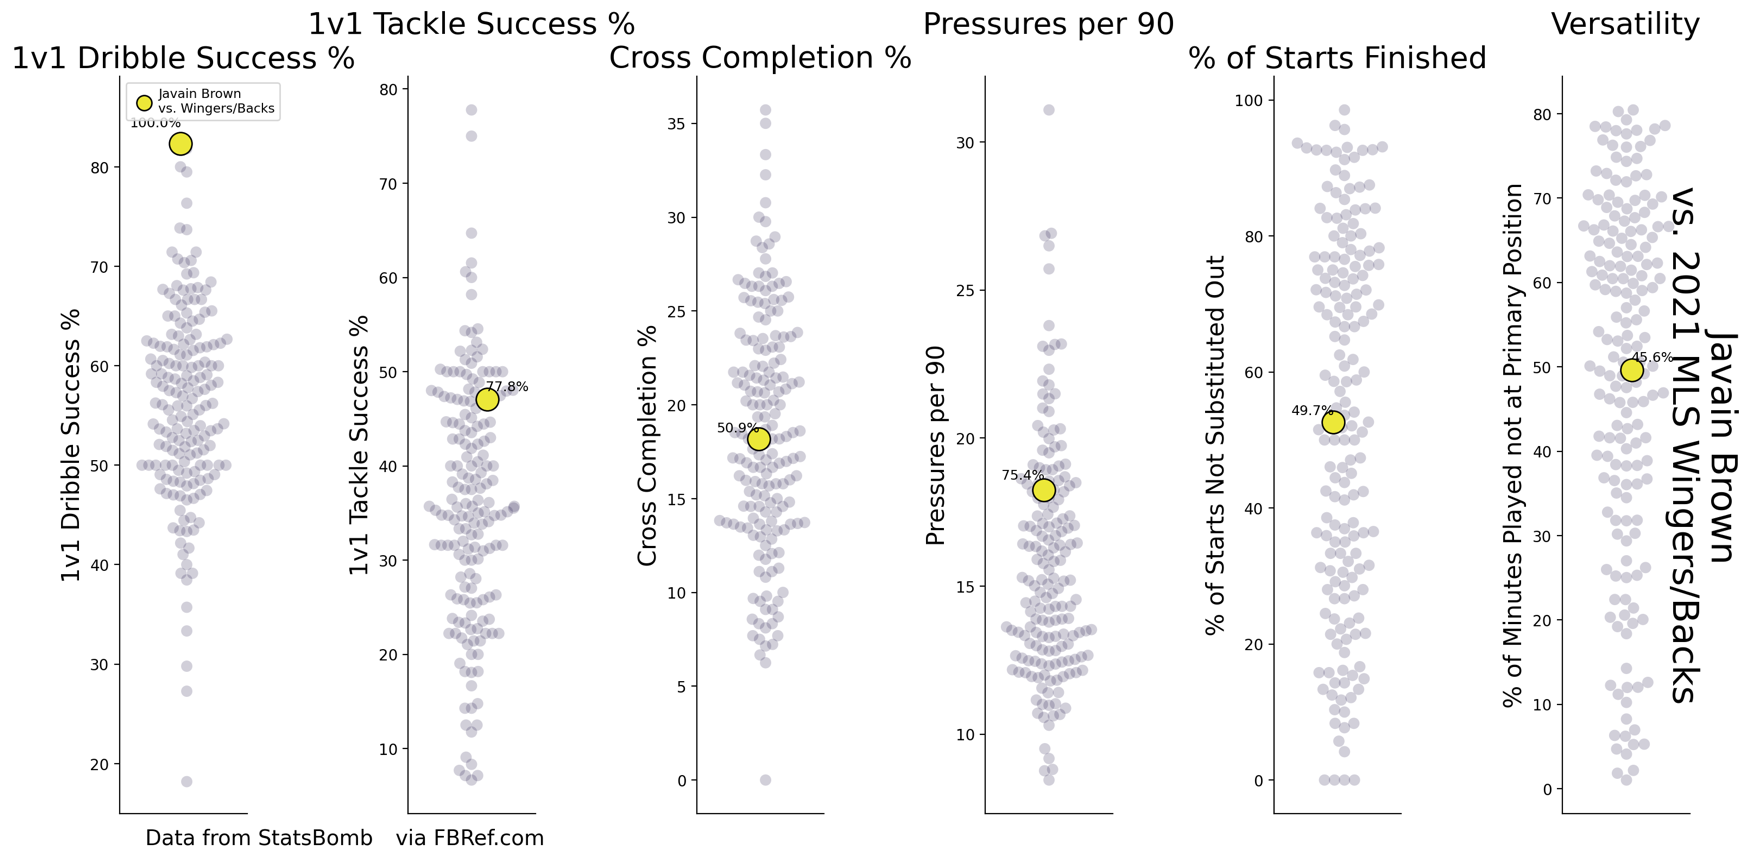 1v1 Tackle Success %
Pressures per 90
Versatility
1v1 Dribble Success %
Cross Completion %
% of Starts Finished
Javain Brown
vs. Wingers/Backs
100.0%
1v1 Dribble Success %
80
70
60
50
40
30
20
1v1 Tackle Success %
80
70
60
50
40
30
20
10
77.8%
Cross Completion %
35
30
25
20
15
10
5
0
50.9%
Pressures per 90
30
25
20
15
10
75.4%
% of Starts Not Substituted Out
100
80
60
40
20
0
49.7%
% of Minutes Played not at Primary Position
80
70
60
50
40
30
20
10
0
45.6%
Javain Brown
vs. 2021 MLS Wingers/Backs
Data from StatsBomb via FBRef.com